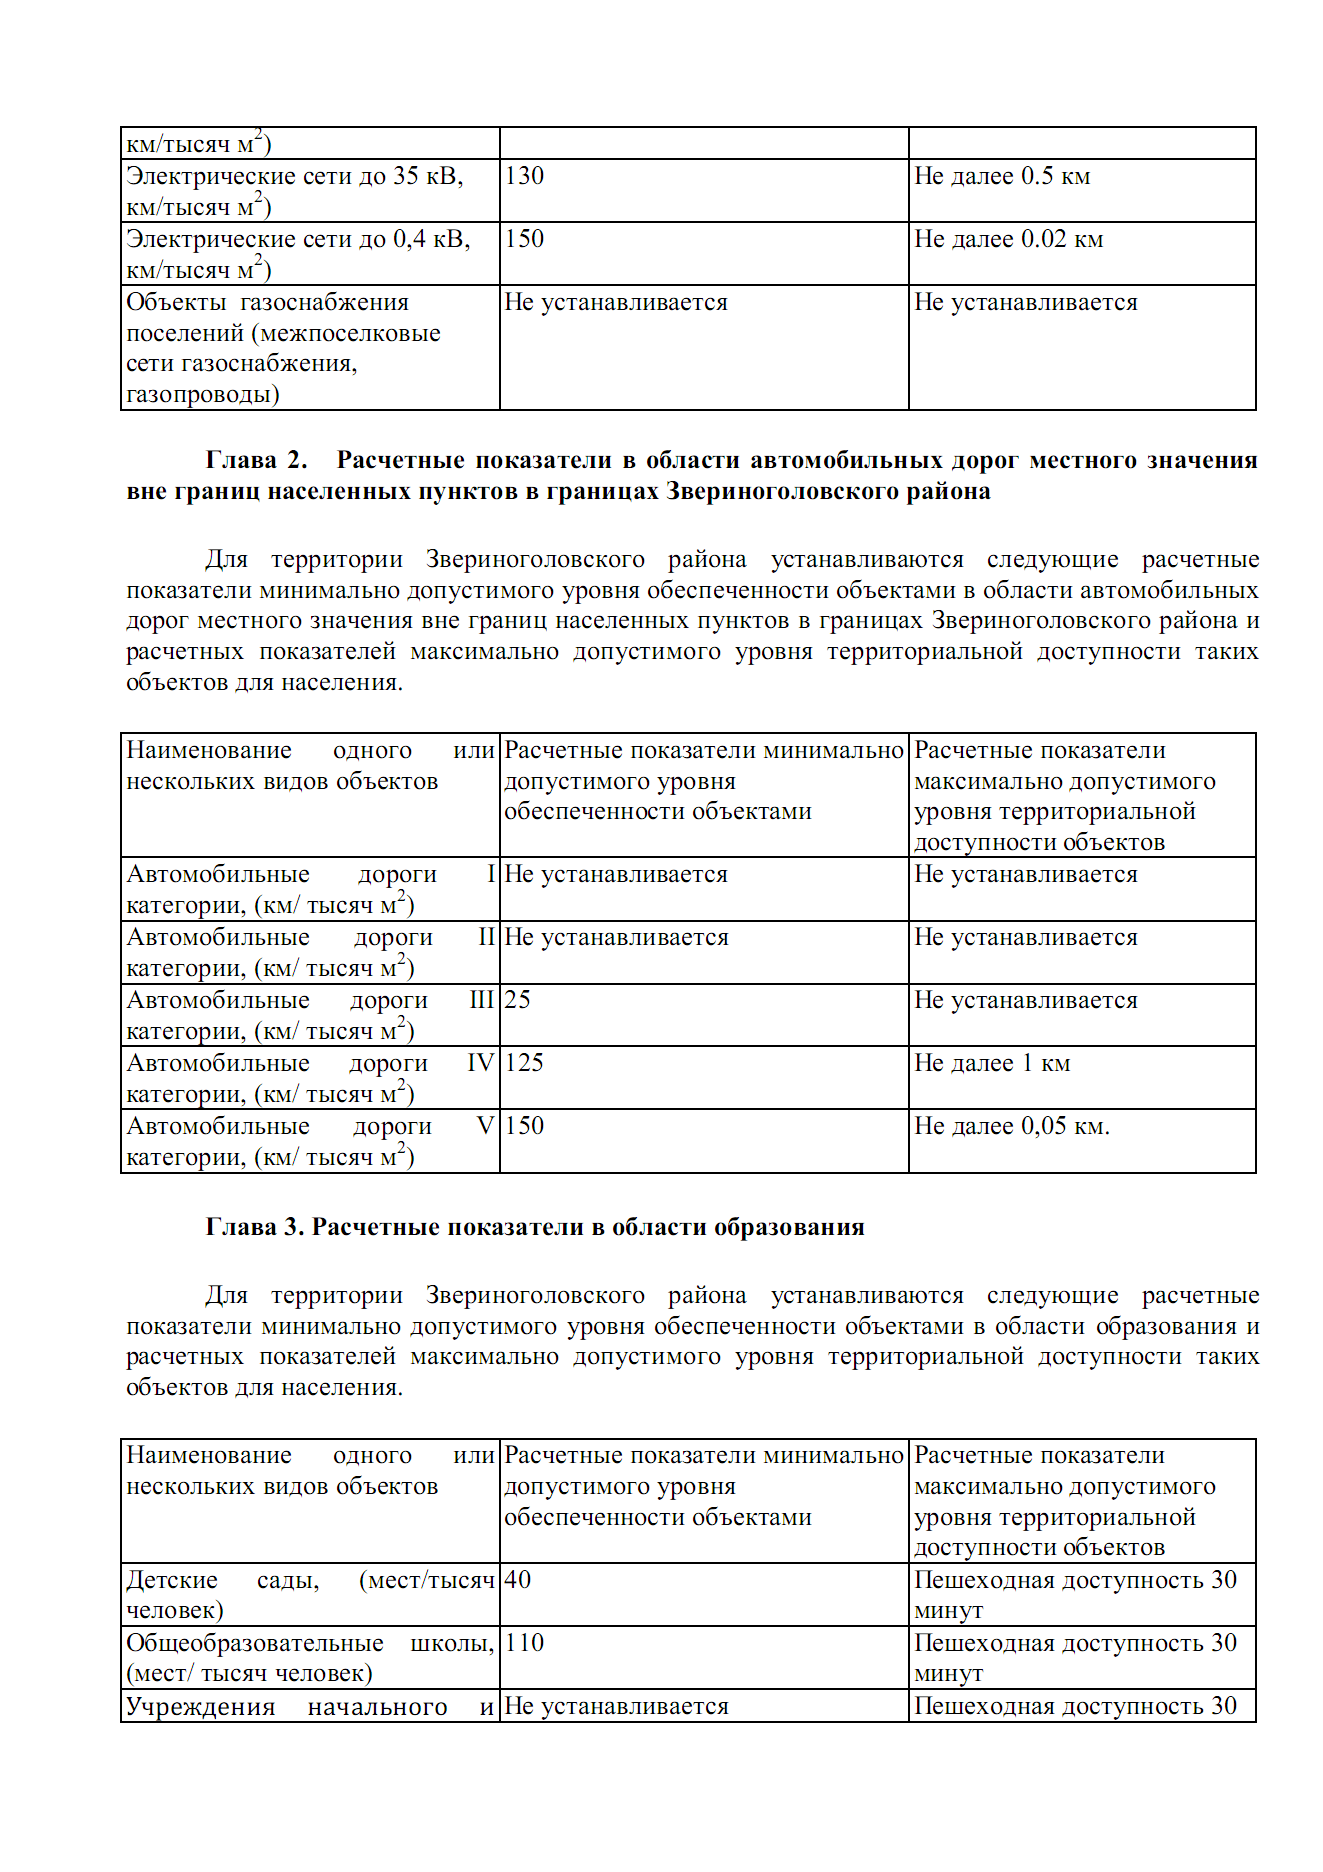 км/тысяч м²)
Электрические сети до 35 кВ, 130 Не далее 0.5 км
км/тысяч м²)
Электрические сети до 0,4 кВ, 150 Не далее 0.02 км
км/тысяч м²)
Объекты газоснабжения Не устанавливается Не устанавливается
поселений (межпоселковые
сети газоснабжения,
газопроводы)
Глава 2. Расчетные показатели в области автомобильных дорог местного значения
вне границ населенных пунктов в границах Звериноголовского района
Для территории Звериноголовского района устанавливаются следующие расчетные
показатели минимально допустимого уровня обеспеченности объектами в области автомобильных
дорог местного значения вне границ населенных пунктов в границах Звериноголовского района и
расчетных показателей максимально допустимого уровня территориальной доступности таких
объектов для населения.
Наименование одного или Расчетные показатели минимально Расчетные показатели
нескольких видов объектов допустимого уровня максимально допустимого
обеспеченности объектами уровня территориальной
доступности объектов
Автомобильные дороги I Не устанавливается Не устанавливается
категории, (км/ тысяч м²)
Автомобильные дороги II Не устанавливается Не устанавливается
категории, (км/ тысяч м²)
Автомобильные дороги III 25 Не устанавливается
категории, (км/ тысяч м²)
Автомобильные дороги IV 125 Не далее 1 км
категории, (км/ тысяч м²)
Автомобильные дороги V 150 Не далее 0,05 км.
категории, (км/ тысяч м²)
Глава 3. Расчетные показатели в области образования
Для территории Звериноголовского района устанавливаются следующие расчетные
показатели минимально допустимого уровня обеспеченности объектами в области образования и
расчетных показателей максимально допустимого уровня территориальной доступности таких
объектов для населения.
Наименование одного или Расчетные показатели минимально Расчетные показатели
нескольких видов объектов допустимого уровня максимально допустимого
обеспеченности объектами уровня территориальной
доступности объектов
Детские сады, (мест/тысяч 40 Пешеходная доступность 30
человек) минут
Общеобразовательные школы, 110 Пешеходная доступность 30
(мест/ тысяч человек) минут
Учреждения начального и Не устанавливается Пешеходная доступность 30